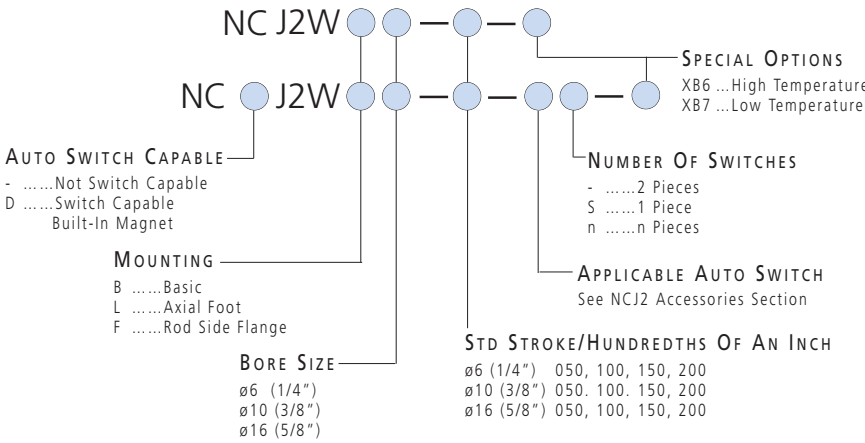 NC J2W — —
SPECIAL OPTIONS
XB6 ...High Temperature
XB7 ...Low Temperature
NC J2W — — —
AUTO SWITCH CAPABLE
- ......Not Switch Capable
D ......Switch Capable
Built-In Magnet
NUMBER OF SWITCHES
- ......2 Pieces
S ......1 Piece
n ......n Pieces
MOUNTING
B ......Basic
L ......Axial Foot
F ......Rod Side Flange
APPLICABLE AUTO SWITCH
See NCJ2 Accessories Section
BORE SIZE
ø6 (1/4")
ø10 (3/8")
ø16 (5/8")
STD STROKE/HUNDREDTHS OF AN INCH
ø6 (1/4") 050, 100, 150, 200
ø10 (3/8") 050. 100. 150, 200
ø16 (5/8") 050, 100, 150, 200